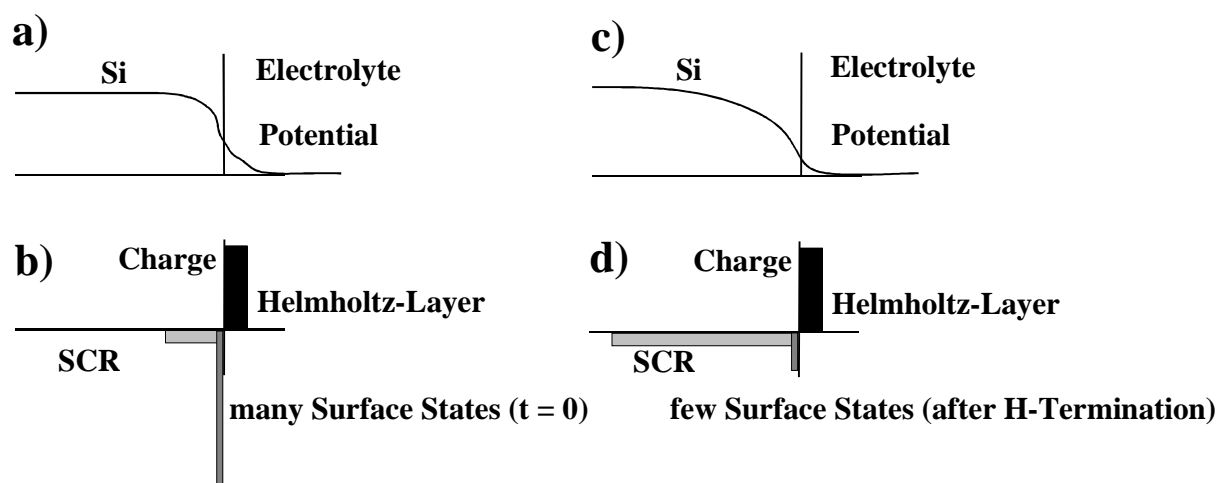 a)
Si
Electrolyte
Potential
b)
Charge
Helmholtz-Layer
SCR
many Surface States (t = 0)
c)
Si
Electrolyte
Potential
d)
Charge
Helmholtz-Layer
SCR
few Surface States (after H-Termination)